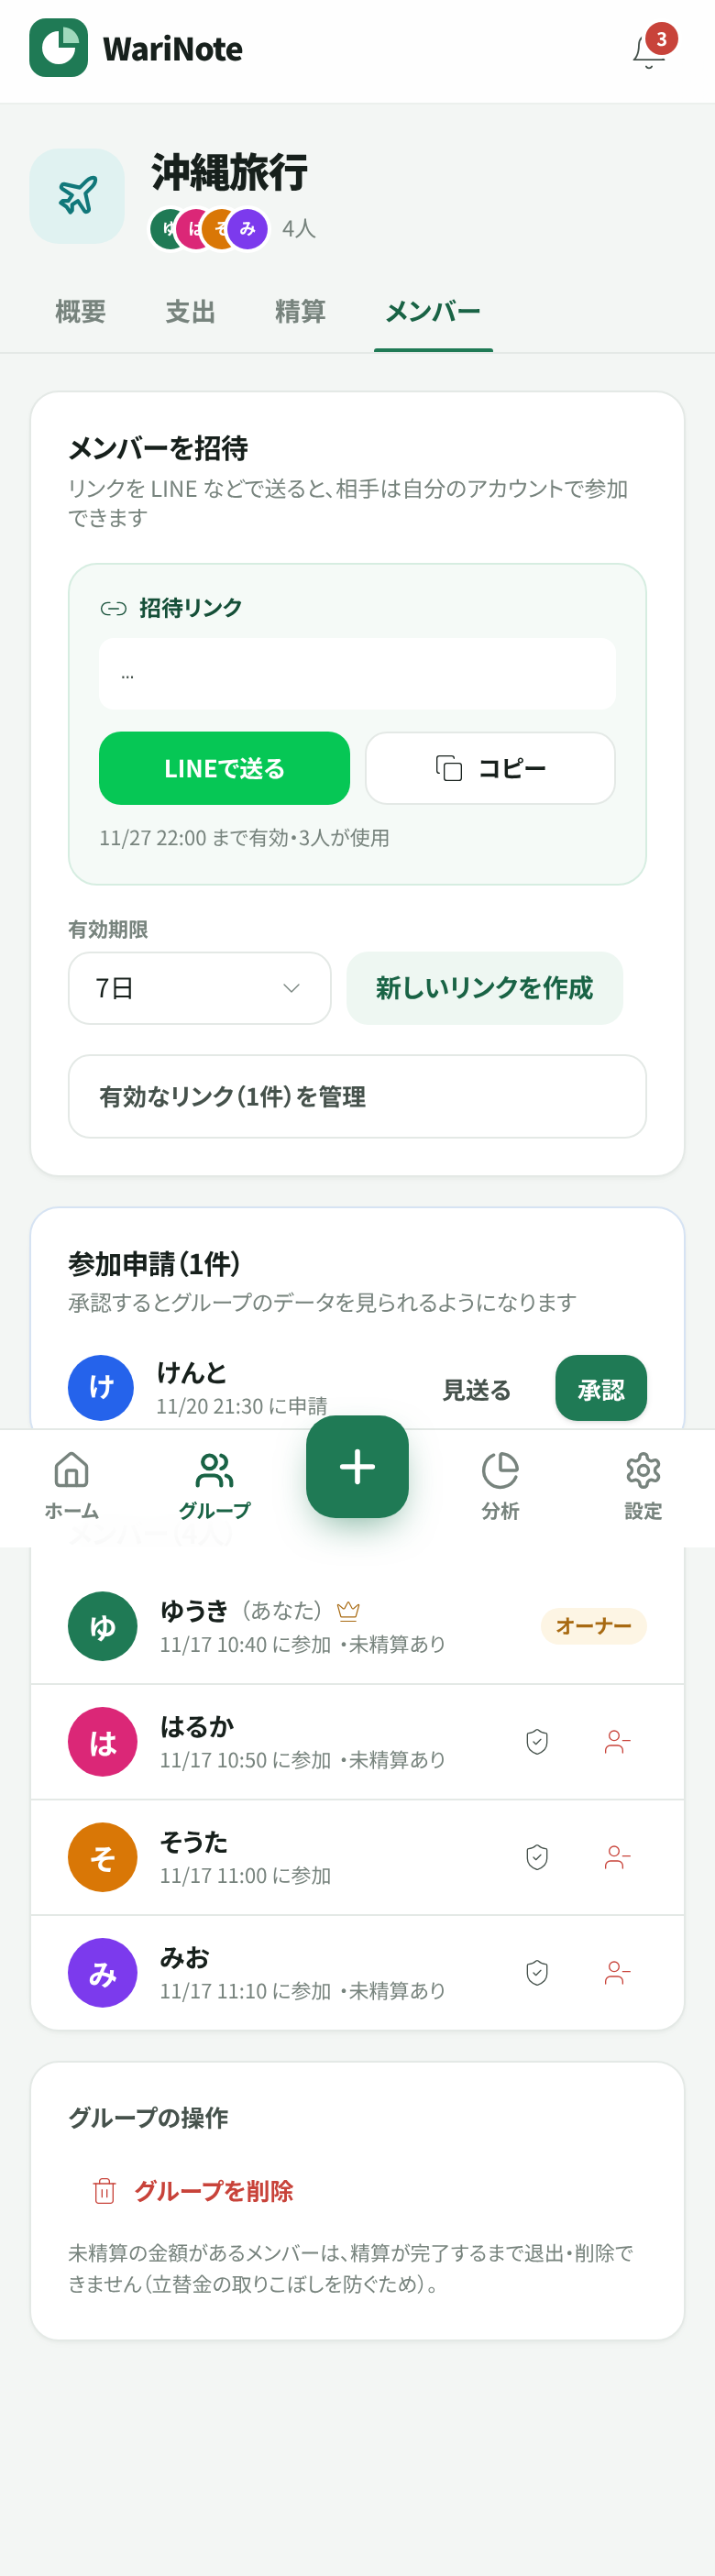 WariNote
3
沖縄旅行
ゆ は そ み 4人
概要 支出 精算 メンバー
メンバーを招待
リンクを LINE などで送ると、相手は自分のアカウントで参加
できます
招待リンク
...
LINEで送る コピー
11/27 22:00 まで有効・3人が使用
有効期限
7日 新しいリンクを作成
有効なリンク（1件）を管理
参加申請（1件）
承認するとグループのデータを見られるようになります
け けんと 見送る 承認
11/20 21:30 に申請
ホーム グループ 分析 設定
メンバー（4人）
ゆ ゆうき （あなた） オーナー
11/17 10:40 に参加 ・未精算あり
は はるか
11/17 10:50 に参加 ・未精算あり
そ そうた
11/17 11:00 に参加
み みお
11/17 11:10 に参加 ・未精算あり
グループの操作
グループを削除
未精算の金額があるメンバーは、精算が完了するまで退出・削除で
きません（立替金の取りこぼしを防ぐため）。